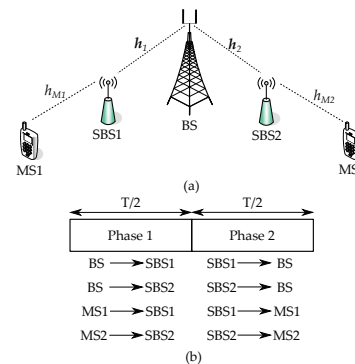 h1
h2
hM1
hM2
SBS1
BS
SBS2
MS1
MS
(a)
T/2 T/2
Phase 1 Phase 2
BS SBS1 SBS1 BS
BS SBS2 SBS2 BS
MS1 SBS1 SBS1 MS1
MS2 SBS2 SBS2 MS2
(b)